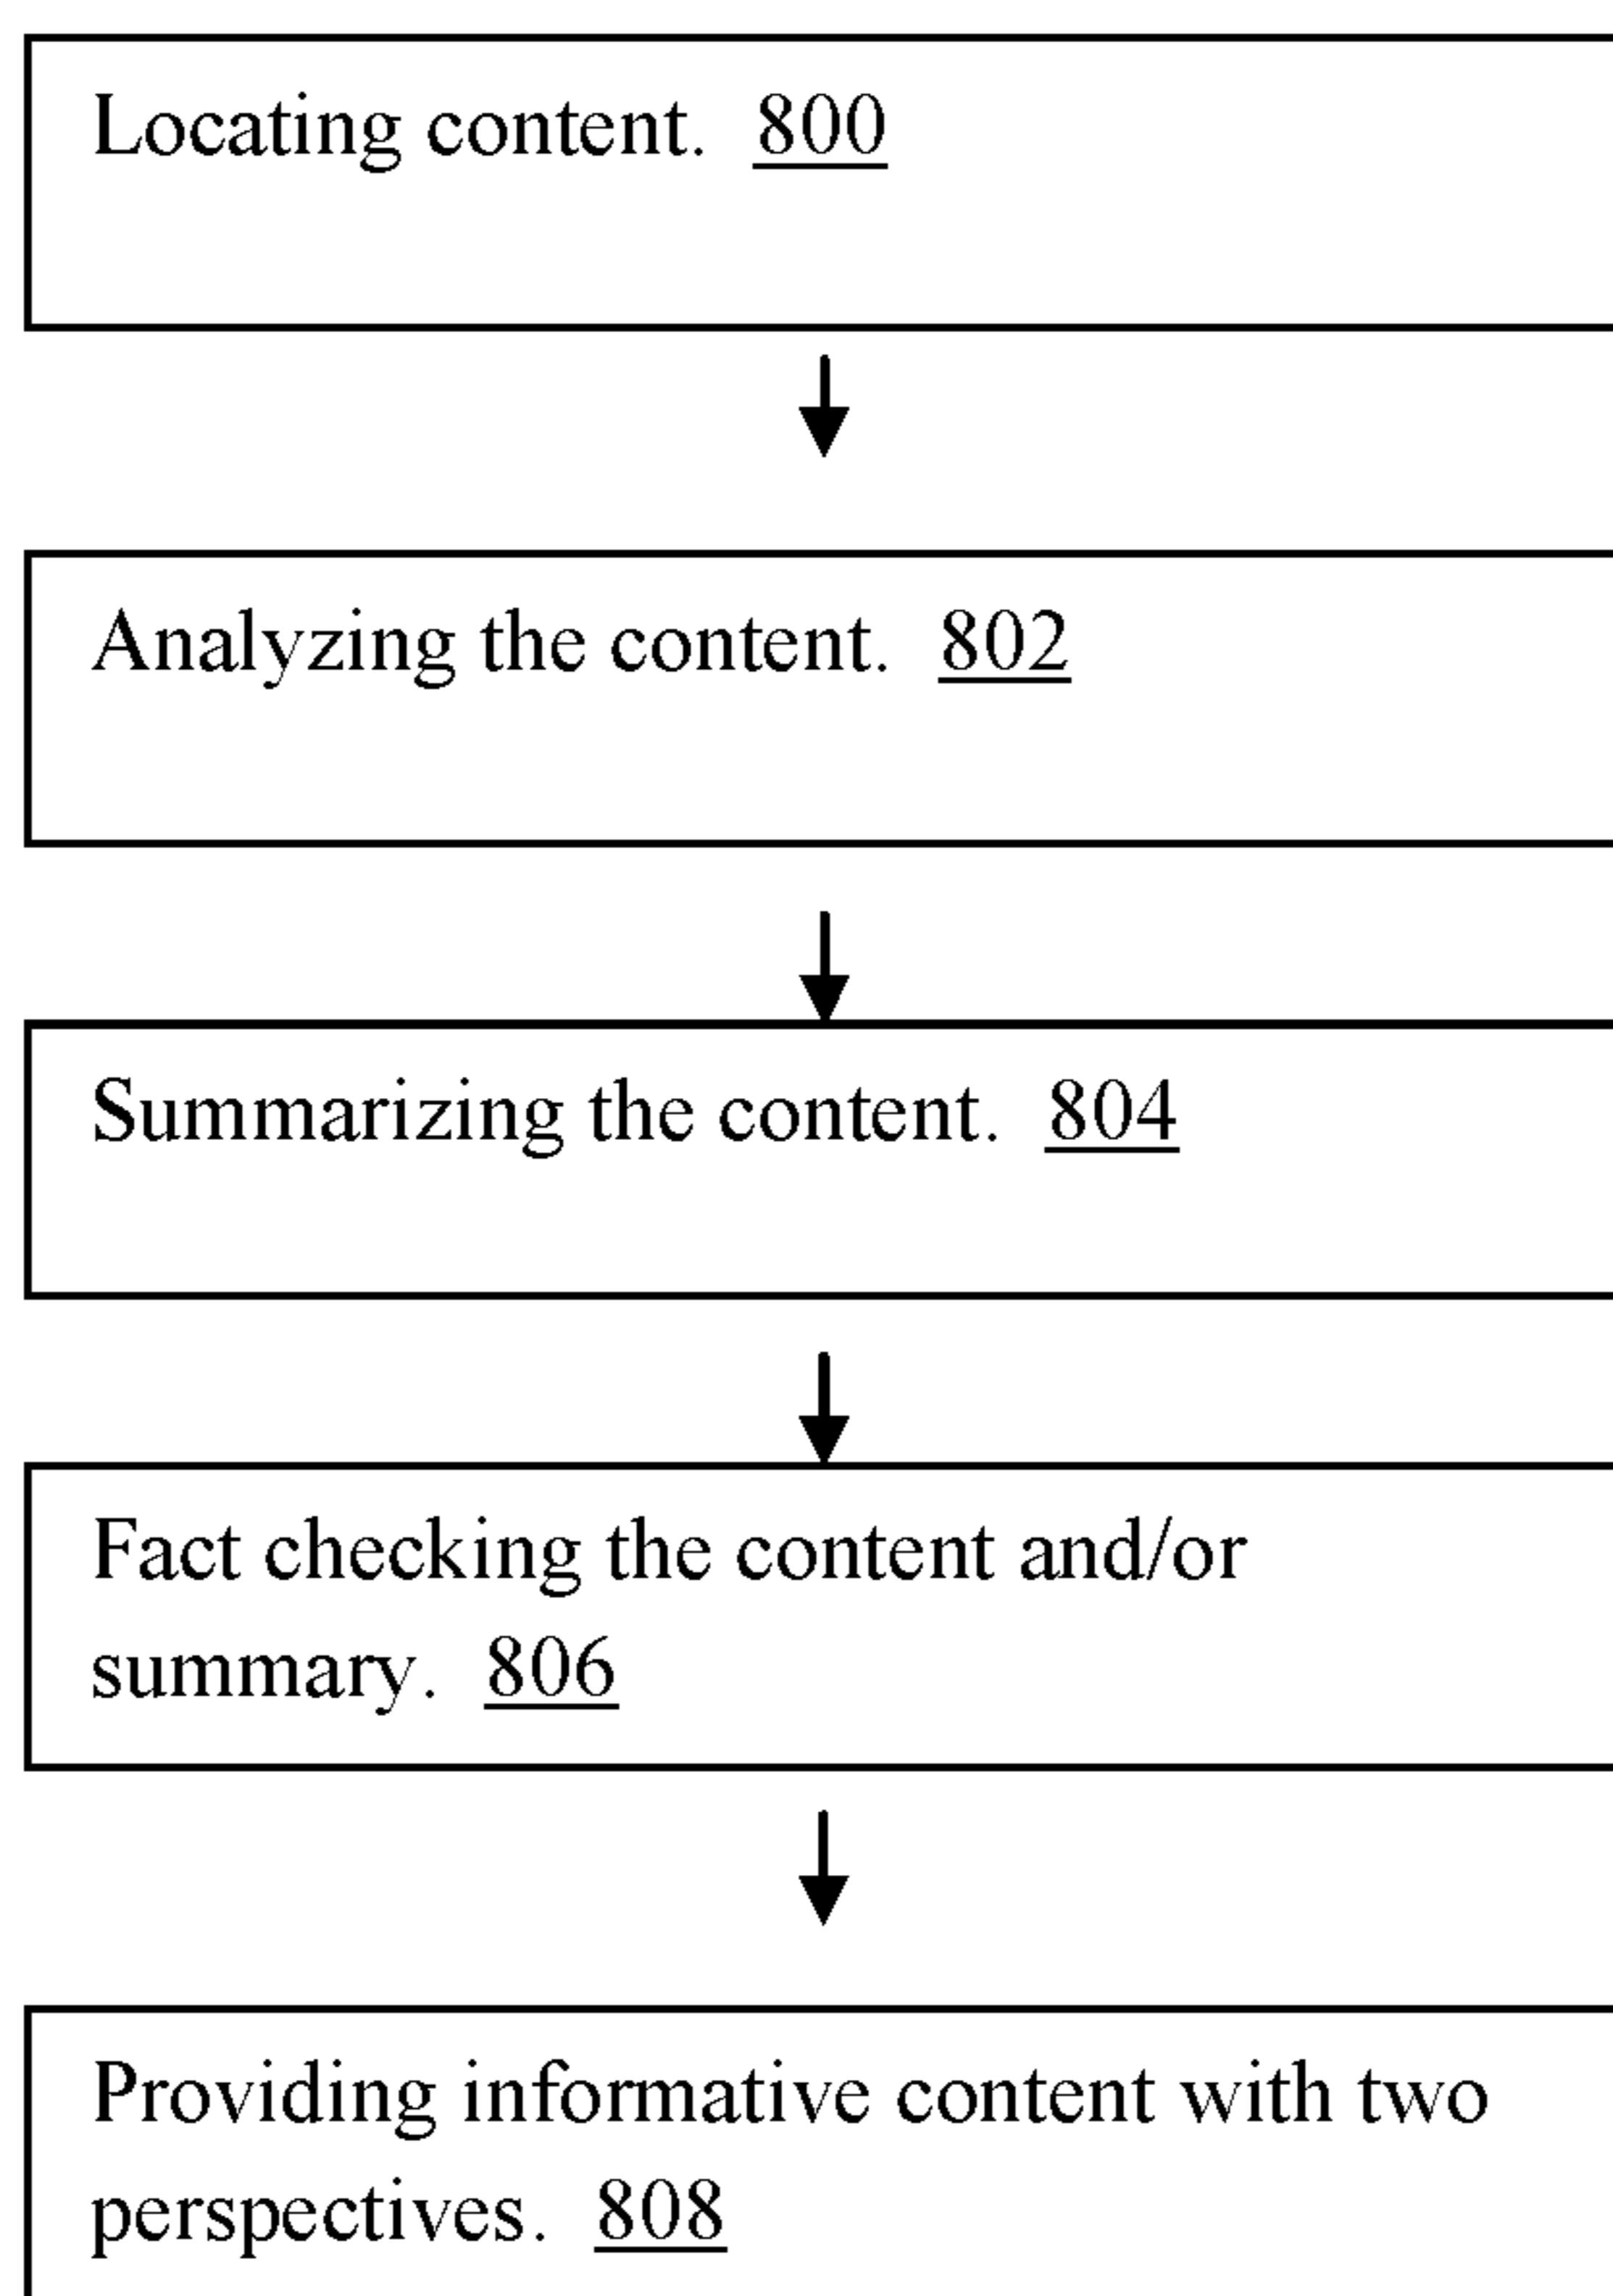 Locating content. 800
Analyzing the content. 802
Summarizing the content. 804
Fact checking the content and/or
summary. 806
Providing informative content with two
perspectives. 808